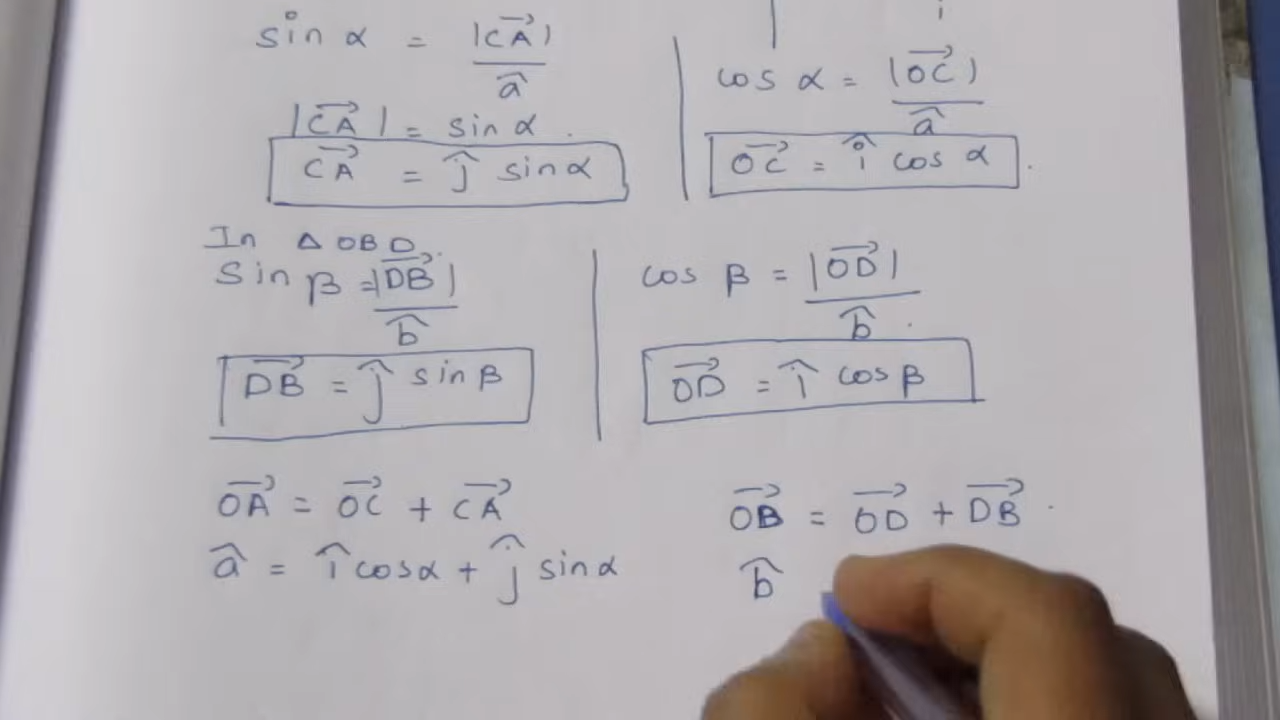 sin α = |CA⃗| / â
|CA⃗| = sin α .
CA⃗ = ĵ sin α
cos α = |OC⃗| / â
OC⃗ = î cos α .
In Δ OBD.
Sin β = |DB⃗| / b̂
DB⃗ = ĵ sin β
cos β = |OD⃗| / b̂ .
OD⃗ = î cos β
OA⃗ = OC⃗ + CA⃗
â = î cos α + ĵ sin α
OB⃗ = OD⃗ + DB⃗ .
b̂